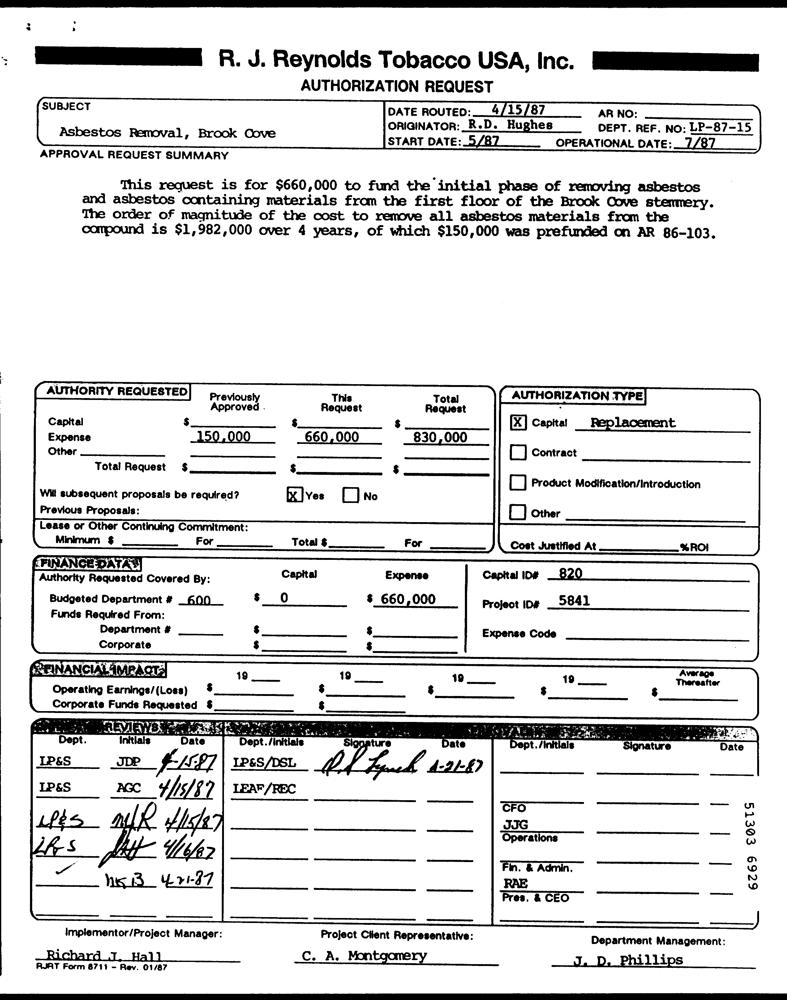 R. J. Reynolds Tobacco USA, Inc.
AUTHORIZATION REQUEST
SUBJECT
Asbestos Removal, Brook Cove
DATE ROUTED: 4/15/87 AR NO:
ORIGINATOR: R.D. Hughes DEPT. REF. NO: LP-87-15
START DATE: 5/87 OPERATIONAL DATE: 7/87
APPROVAL REQUEST SUMMARY
This request is for $660,000 to fund the initial phase of removing asbestos
and asbestos containing materials from the first floor of the Brook Cove stemmery.
The order of magnitude of the cost to remove all asbestos materials from the
compound is $1,982,000 over 4 years, of which $150,000 was prefunded on AR 86-103.
AUTHORITY REQUESTED Previously Approved This Request Total Request
Capital $ $ $
Expense 150,000 660,000 830,000
Other
Total Request $ $ $
Will subsequent proposals be required? X Yes No
Previous Proposals:
Lease or Other Continuing Commitment:
Minimum $ For Total $ For
AUTHORIZATION TYPE
X Capital Replacement
Contract
Product Modification/Introduction
Other
Cost Justified At %ROI
FINANCE DATA
Authority Requested Covered By: Capital Expense
Budgeted Department # 600 $ 0 $ 660,000
Funds Required From:
Department # $ $
Corporate $ $
Capital ID# 820
Project ID# 5841
Expense Code
FINANCIAL IMPACT 19 19 19 19 Average Thereafter
Operating Earnings/(Loss) $ $ $ $ $
Corporate Funds Requested $
REVIEWS
Dept. Initials Date Dept./Initials Signature Date Dept./Initials Signature Date
LP&S JDP 4-15-87 LP&S/DSL 4-21-87
LP&S AGC 4/15/87 LEAF/REC
LP&S 4/15/87
LP&S 4/16/87
HKB 4-21-87
CFO
JJG
Operations
Fin. & Admin.
RAE
Pres. & CEO
51303 6929
Implementor/Project Manager: Project Client Representative: Department Management:
Richard J. Hall C. A. Montgomery J. D. Phillips
RJRT Form 8711 - Rev. 01/87